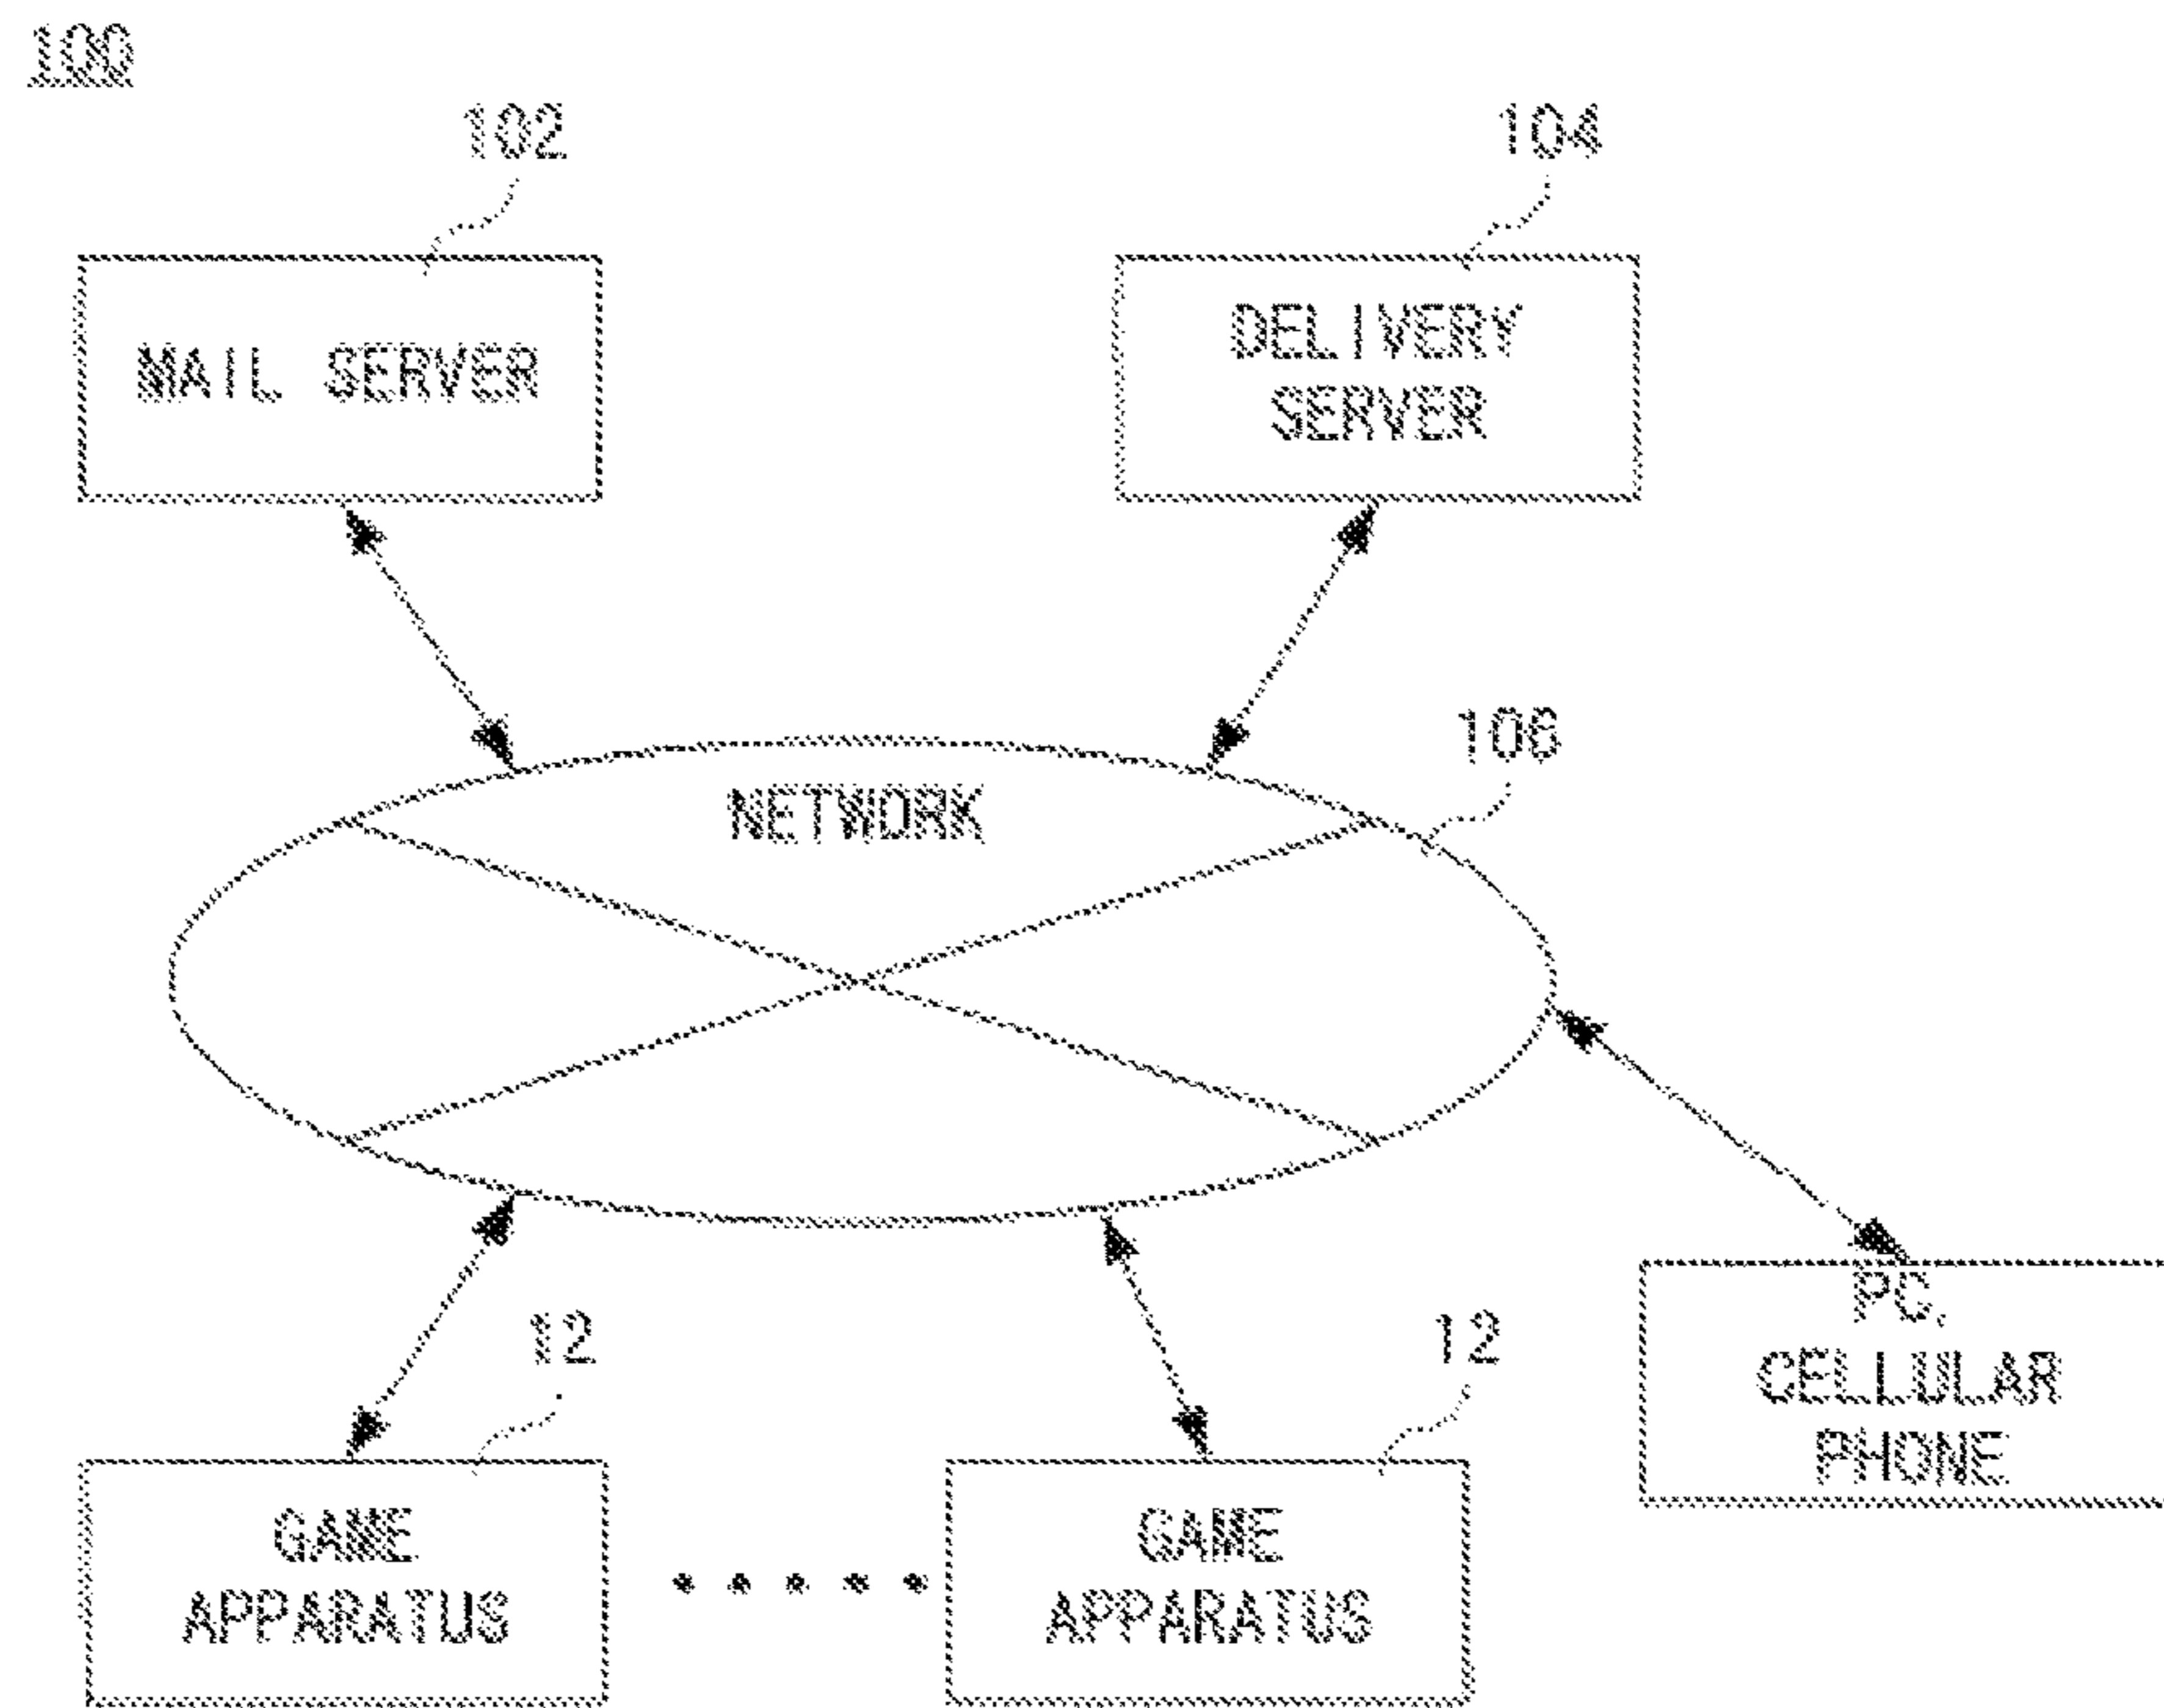 100
102
104
MAIL SERVER
DELIVERY
SERVER
106
NETWORK
12
12
PC,
CELLULAR
PHONE
GAME
APPARATUS
GAME
APPARATUS